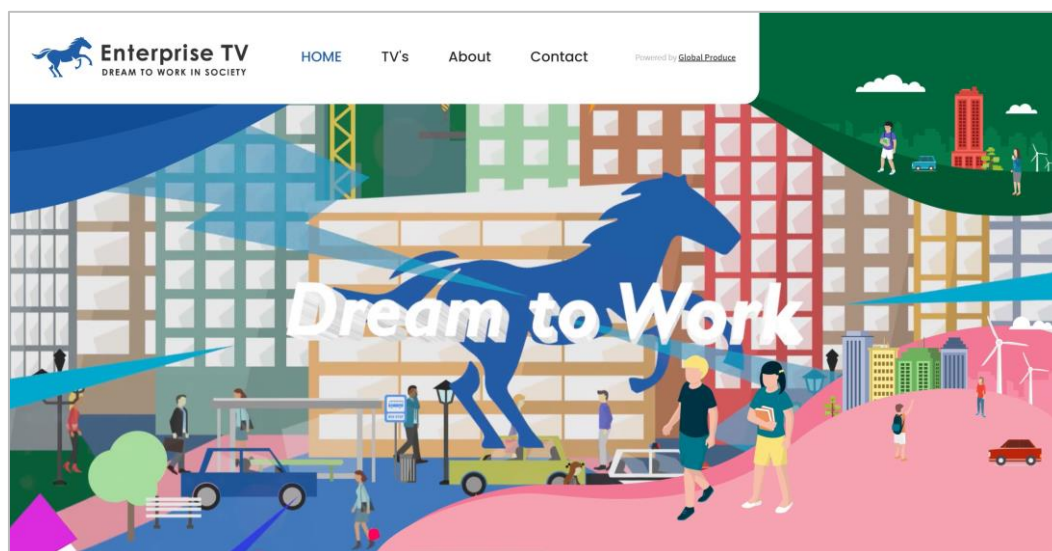 Enterprise TV
DREAM TO WORK IN SOCIETY
HOME TV's About Contact Powered by Global Produce
Dream to Work